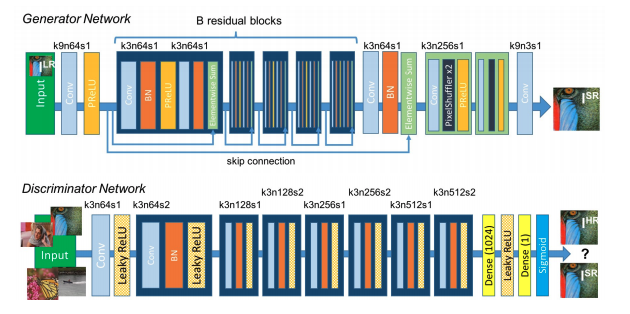 Generator Network
B residual blocks
k9n64s1
k3n64s1
k3n64s1
k3n64s1
k3n256s1
k9n3s1
I LR
Input
Conv
PReLU
Conv
BN
PReLU
Elementwise Sum
Conv
BN
Elementwise Sum
Conv
PixelShuffler x2
PReLU
Conv
I SR
skip connection
Discriminator Network
k3n128s2
k3n256s2
k3n512s2
k3n64s1
k3n64s2
k3n128s1
k3n256s1
k3n512s1
Input
Conv
Leaky ReLU
Conv
BN
Leaky ReLU
Dense (1024)
Leaky ReLU
Dense (1)
Sigmoid
I HR
?
I SR